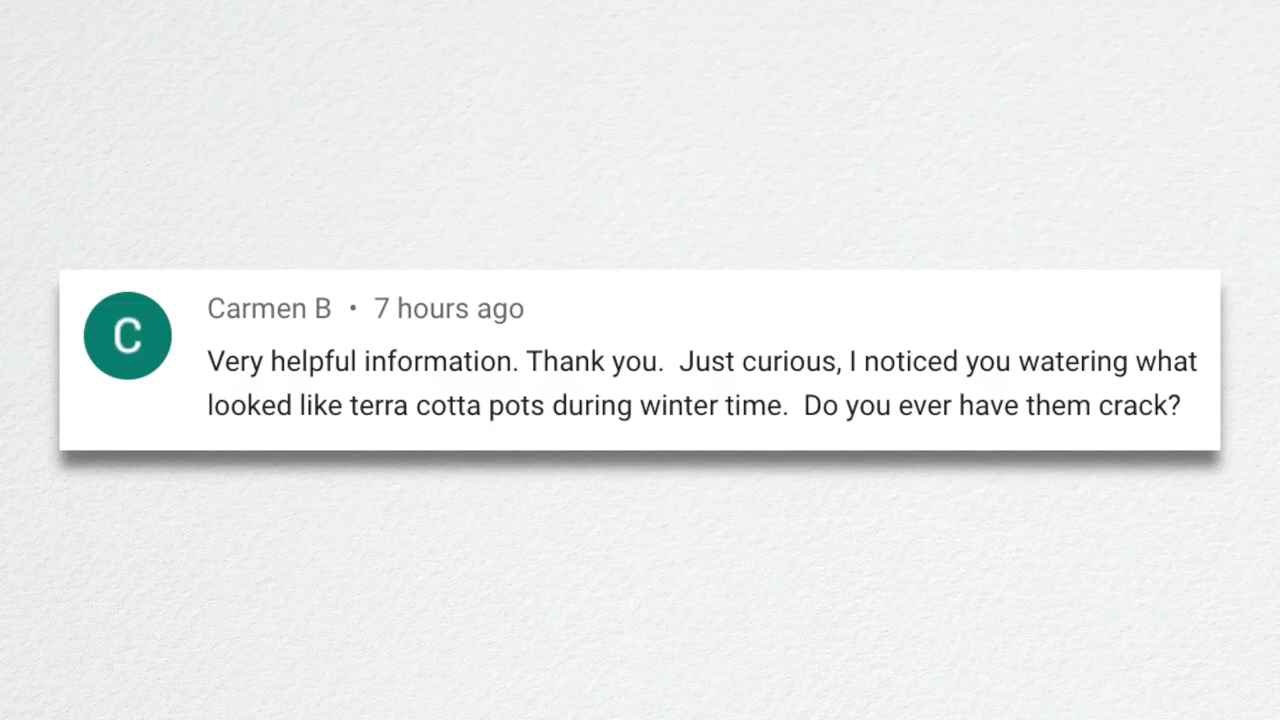 C
Carmen B • 7 hours ago
Very helpful information. Thank you.  Just curious, I noticed you watering what
looked like terra cotta pots during winter time.  Do you ever have them crack?